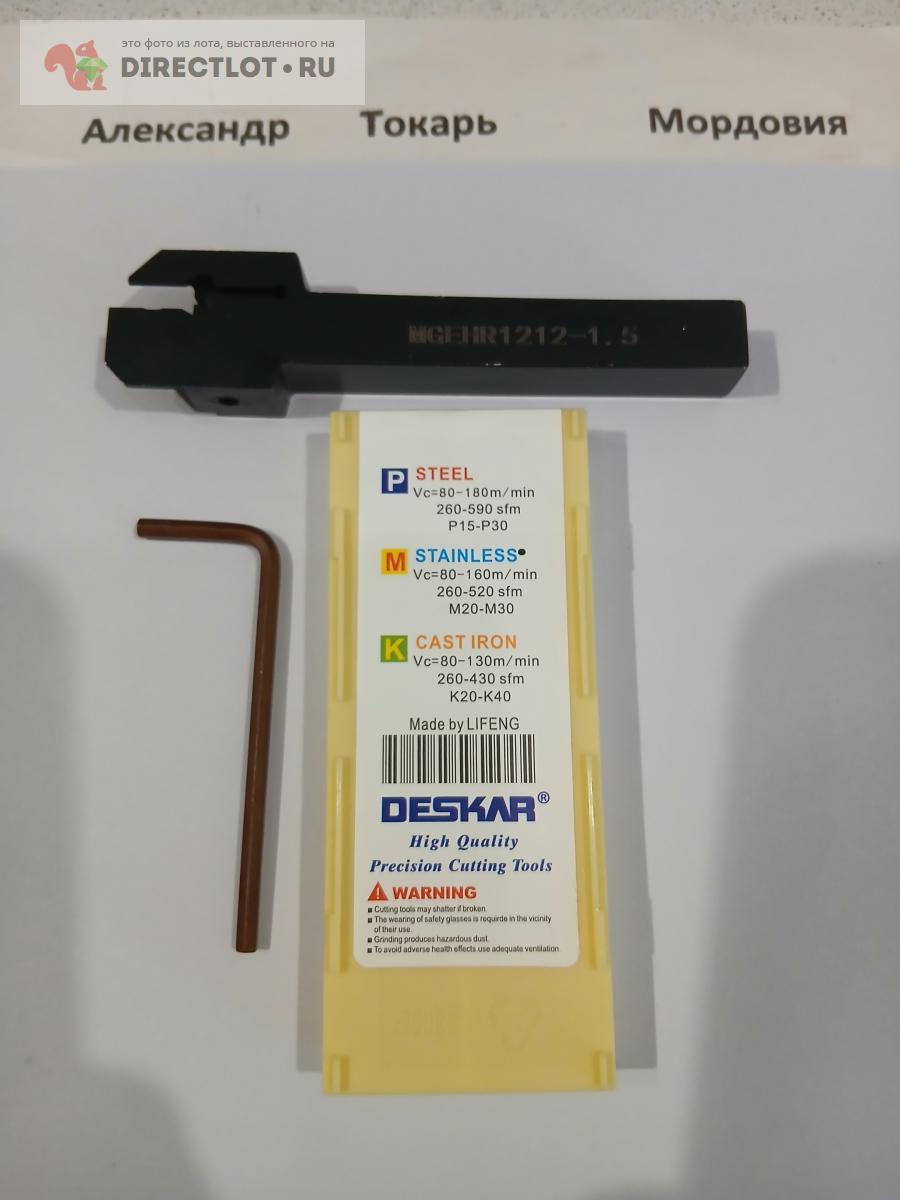 это фото из лота, выставленного на
DIRECTLOT•RU
Александр Токарь Мордовия
MGEHR1212-1.5
P STEEL
Vc=80-180m/min
260-590 sfm
P15-P30
M STAINLESS
Vc=80-160m/min
260-520 sfm
M20-M30
K CAST IRON
Vc=80-130m/min
260-430 sfm
K20-K40
Made by LIFENG
DESKAR®
High Quality
Precision Cutting Tools
WARNING
Cutting tools may shatter if broken.
The wearing of safety glasses is requirde in the vicinity
of their use.
Grinding produces hazardous dust.
To avoid adverse health effects.use adequate ventilation.